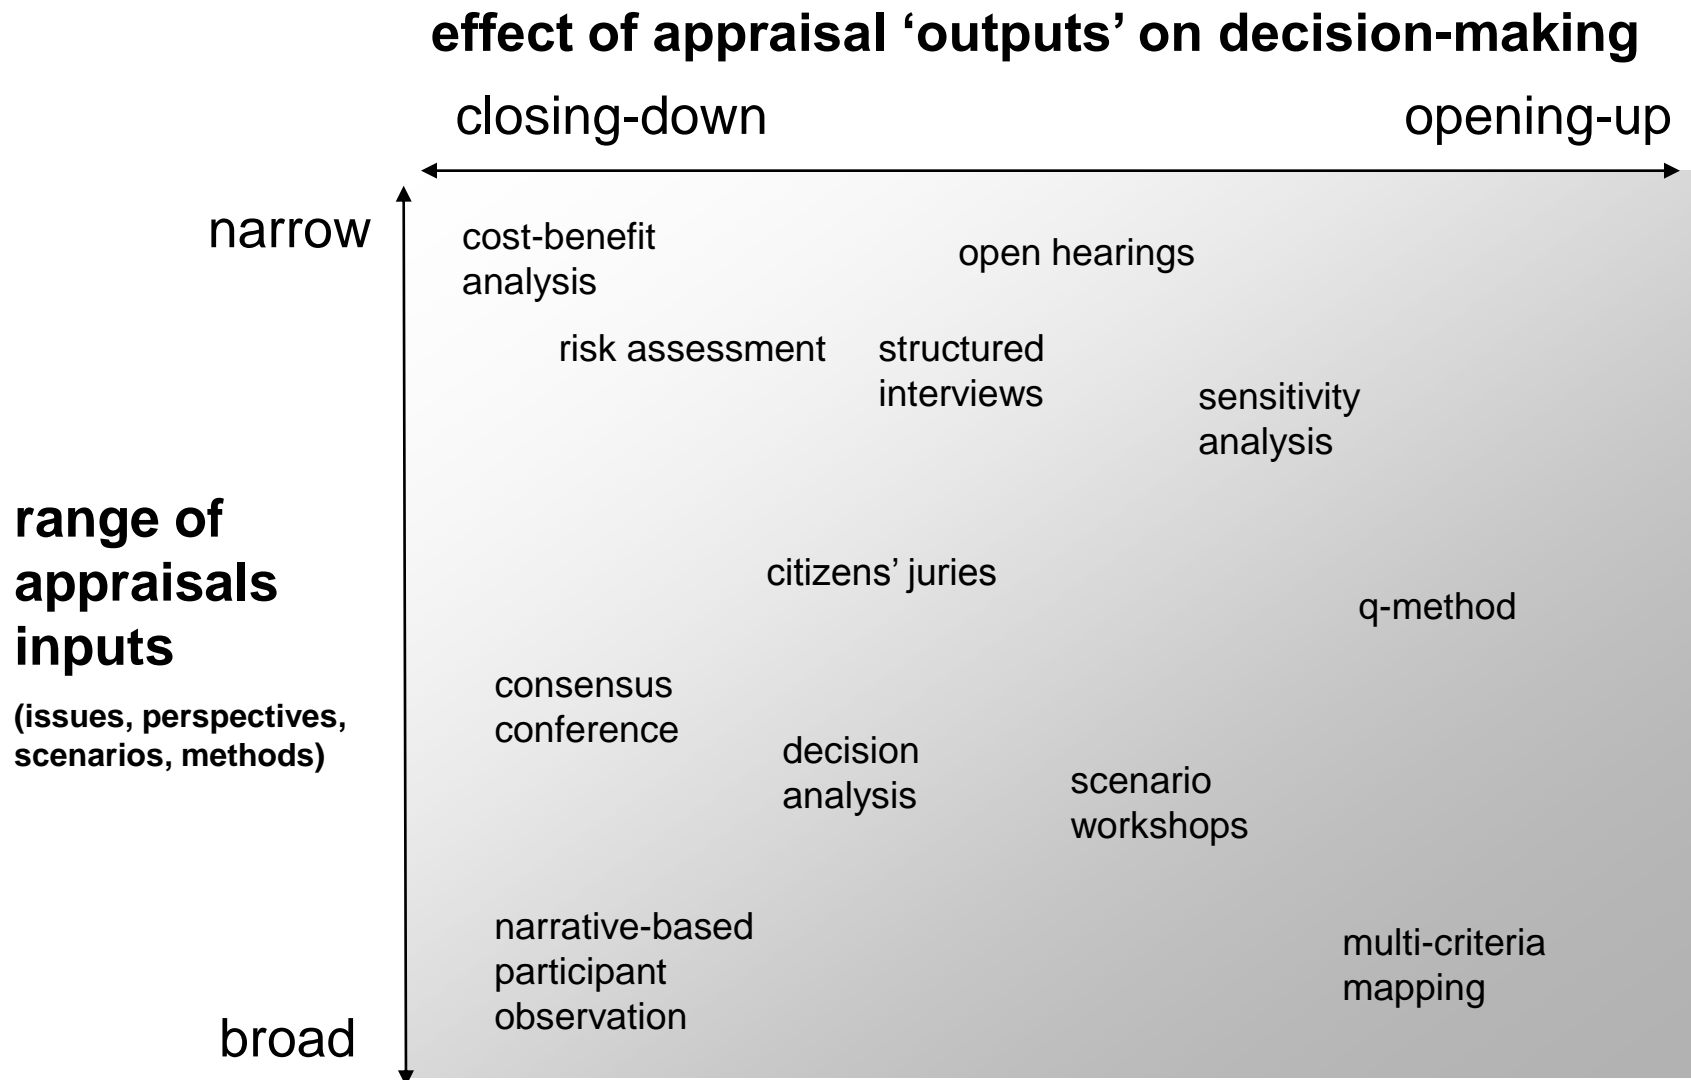 effect of appraisal ‘outputs’ on decision-making
closing-down
opening-up
narrow
cost-benefit
analysis
open hearings
risk assessment
structured
interviews
sensitivity
analysis
range of
appraisals
inputs
(issues, perspectives,
scenarios, methods)
citizens’ juries
q-method
consensus
conference
decision
analysis
scenario
workshops
narrative-based
participant
observation
multi-criteria
mapping
broad